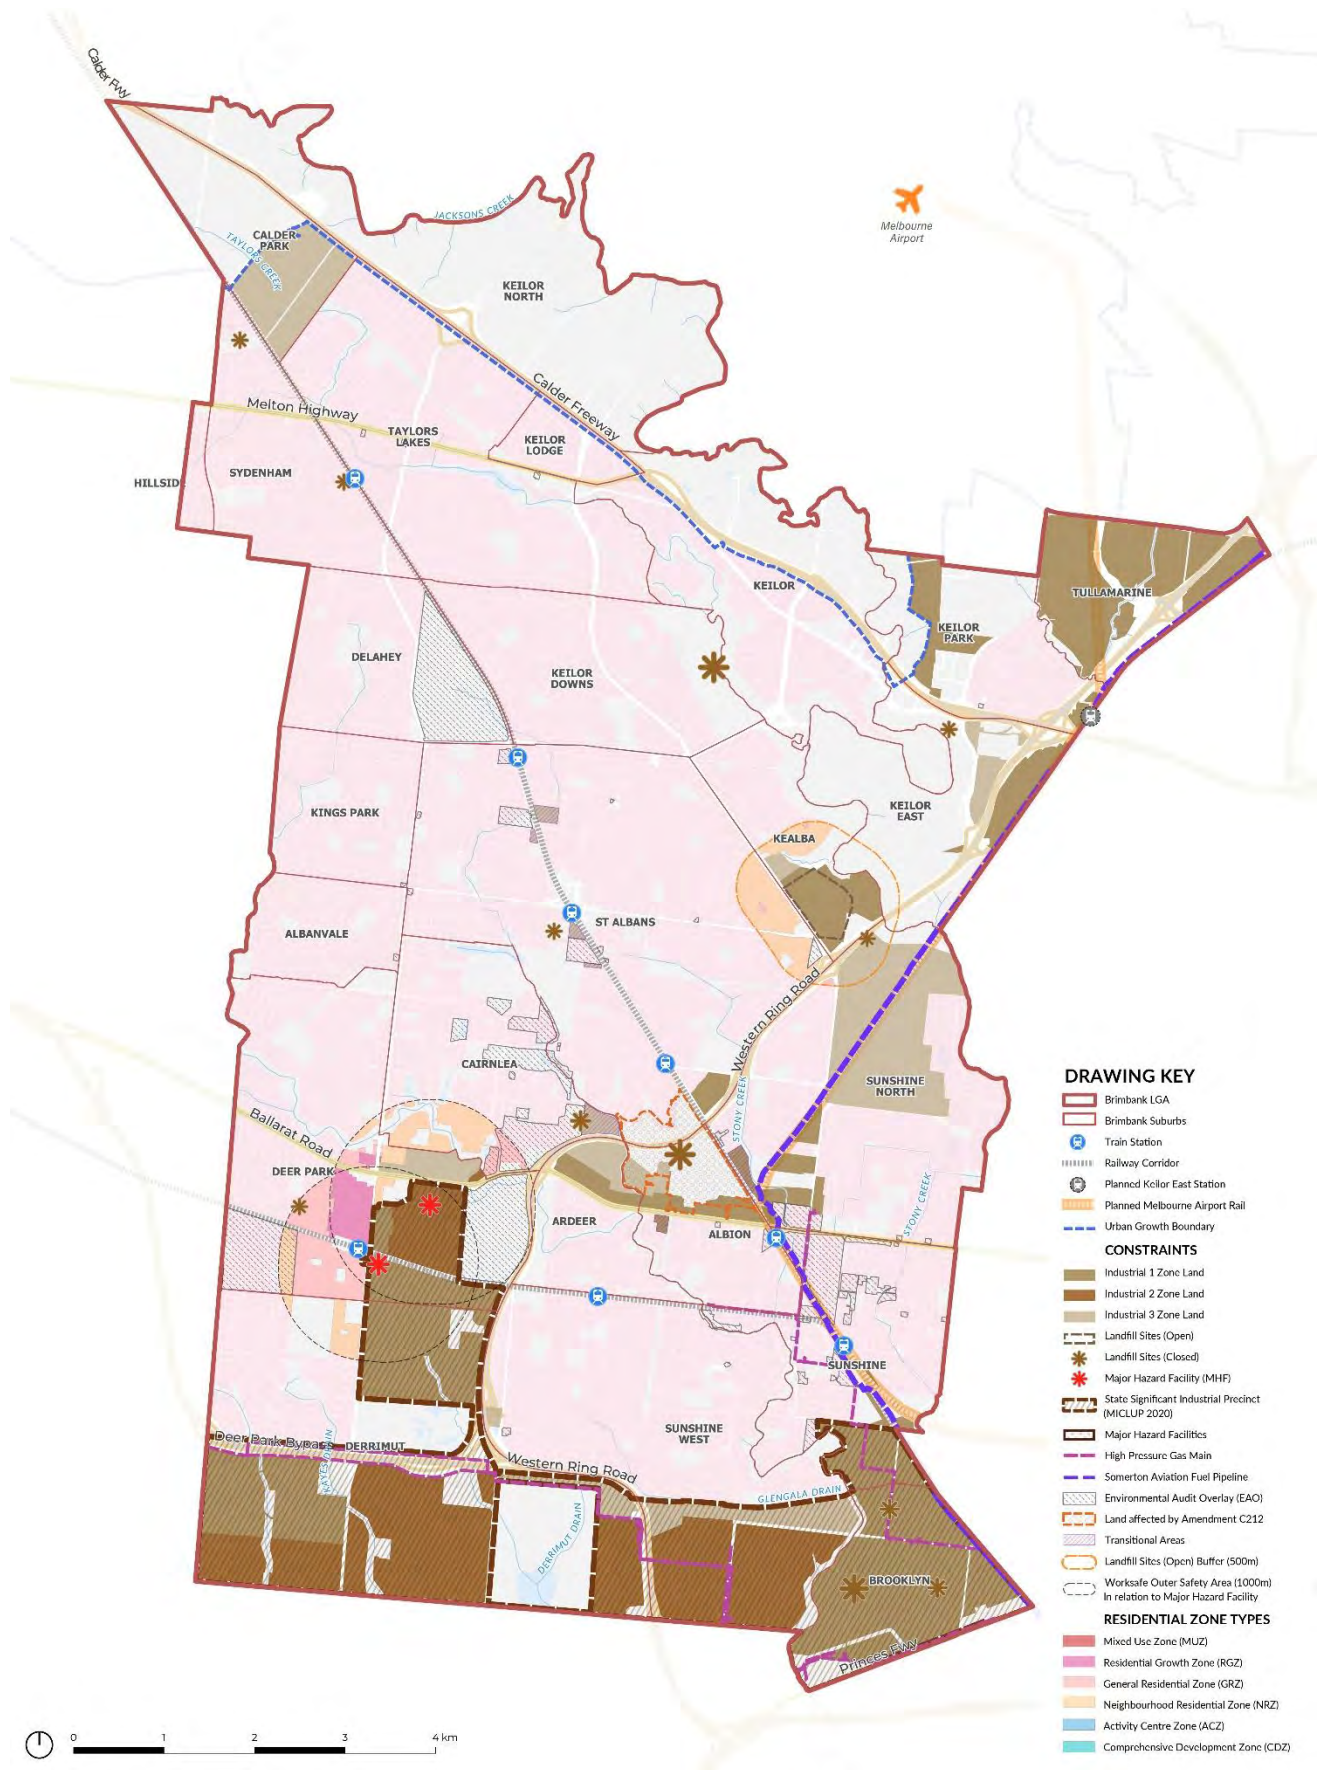 Calder Fwy
JACKSONS CREEK
Melbourne
Airport
CALDER
PARK
TAYLORS CREEK
KEILOR
NORTH
Calder Freeway
Melton Highway
TAYLORS
LAKES
KEILOR
LODGE
HILLSID
SYDENHAM
KEILOR
TULLAMARINE
KEILOR
PARK
DELAHEY
KEILOR
DOWNS
KINGS PARK
KEILOR
EAST
KEALBA
ALBANVALE
ST ALBANS
Western Ring Road
CAIRNLEA
SUNSHINE
NORTH
STONY CREEK
Ballarat Road
DEER PARK
STONY CREEK
ARDEER
ALBION
SUNSHINE
SUNSHINE
WEST
Deer Park Bypass
DERRIMUT
KAYES DRAIN
Western Ring Road
GLENGALA DRAIN
DERRIMUT DRAIN
BROOKLYN
Princes Fwy
0 1 2 3 4 km
DRAWING KEY
Brimbank LGA
Brimbank Suburbs
Train Station
Railway Corridor
Planned Keilor East Station
Planned Melbourne Airport Rail
Urban Growth Boundary
CONSTRAINTS
Industrial 1 Zone Land
Industrial 2 Zone Land
Industrial 3 Zone Land
Landfill Sites (Open)
Landfill Sites (Closed)
Major Hazard Facility (MHF)
State Significant Industrial Precinct
(MICLUP 2020)
Major Hazard Facilities
High Pressure Gas Main
Somerton Aviation Fuel Pipeline
Environmental Audit Overlay (EAO)
Land affected by Amendment C212
Transitional Areas
Landfill Sites (Open) Buffer (500m)
Worksafe Outer Safety Area (1000m)
In relation to Major Hazard Facility
RESIDENTIAL ZONE TYPES
Mixed Use Zone (MUZ)
Residential Growth Zone (RGZ)
General Residential Zone (GRZ)
Neighbourhood Residential Zone (NRZ)
Activity Centre Zone (ACZ)
Comprehensive Development Zone (CDZ)